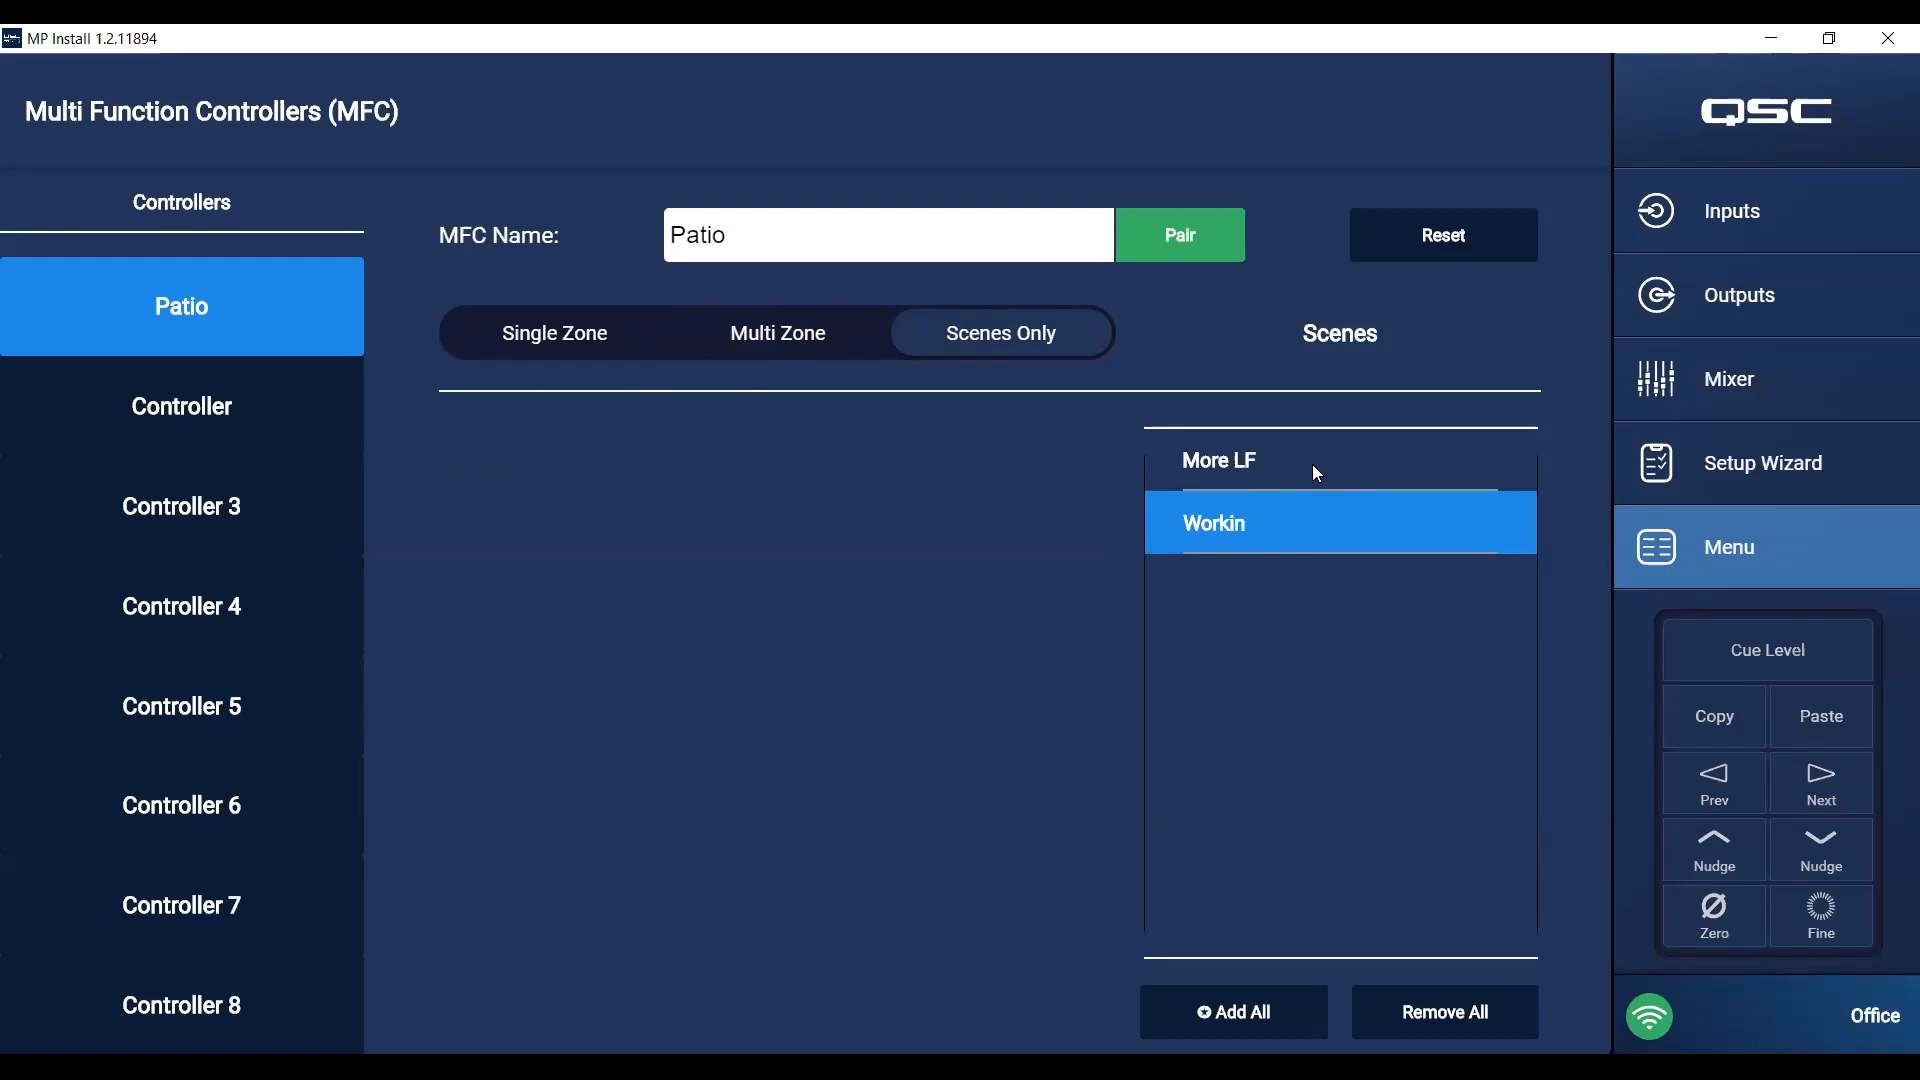 MP Install 1.2.11894
Multi Function Controllers (MFC)
QSC
Controllers
Patio
Controller
Controller 3
Controller 4
Controller 5
Controller 6
Controller 7
Controller 8
MFC Name:
Patio
Pair
Reset
Single Zone
Multi Zone
Scenes Only
Scenes
More LF
Workin
Add All
Remove All
Inputs
Outputs
Mixer
Setup Wizard
Menu
Cue Level
Copy
Paste
Prev
Next
Nudge
Nudge
Zero
Fine
Office